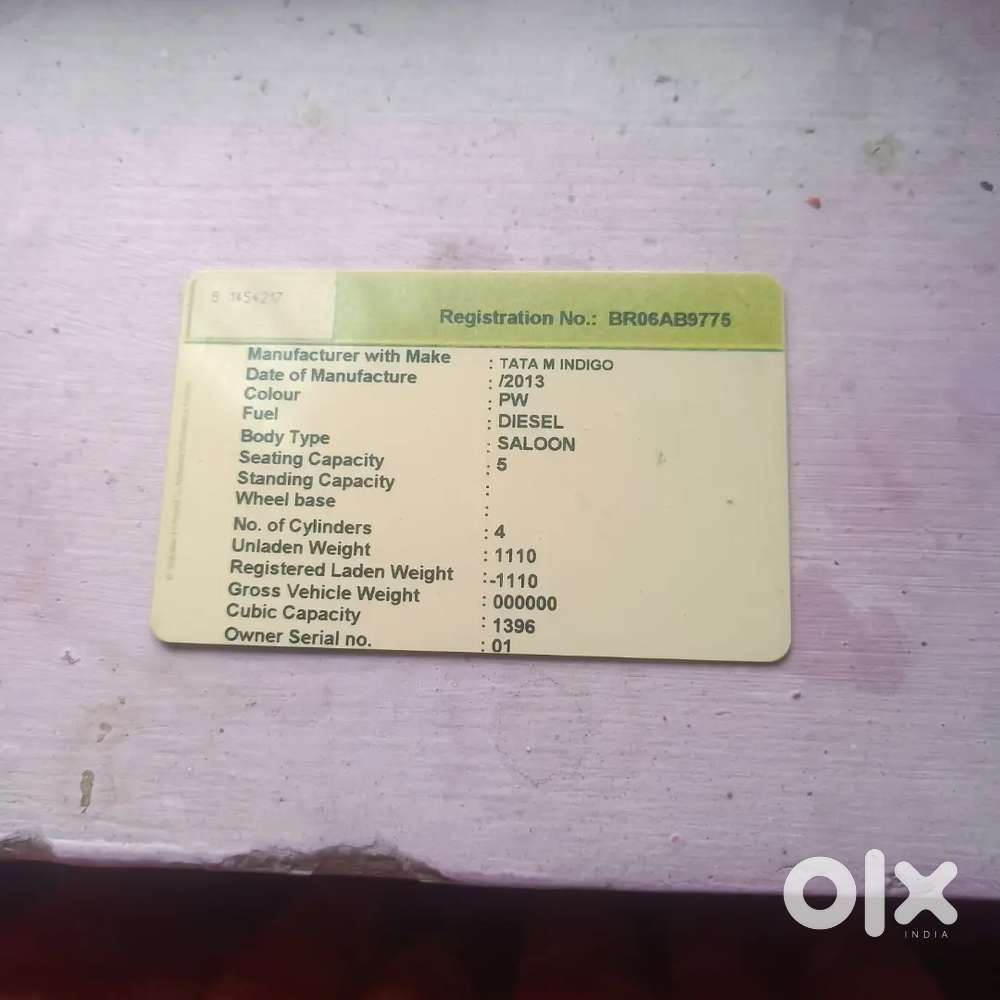 Registration No.: BR06AB9775
Manufacturer with Make : TATA M INDIGO
Date of Manufacture : /2013
Colour : PW
Fuel : DIESEL
Body Type : SALOON
Seating Capacity : 5
Standing Capacity :
Wheel base :
No. of Cylinders : 4
Unladen Weight : 1110
Registered Laden Weight :-1110
Gross Vehicle Weight : 000000
Cubic Capacity : 1396
Owner Serial no. : 01
olx
INDIA